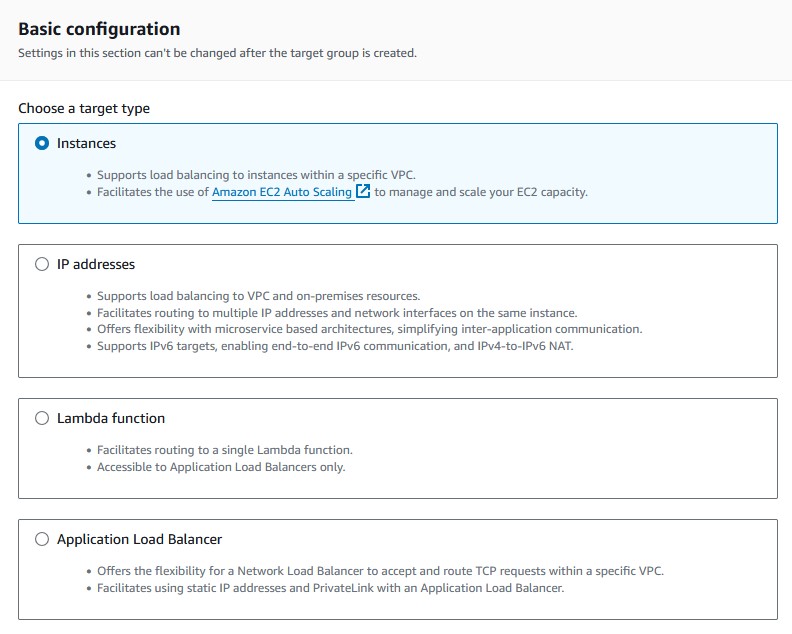 Basic configuration
Settings in this section can't be changed after the target group is created.
Choose a target type
Instances
Supports load balancing to instances within a specific VPC.
Facilitates the use of Amazon EC2 Auto Scaling to manage and scale your EC2 capacity.
IP addresses
Supports load balancing to VPC and on-premises resources.
Facilitates routing to multiple IP addresses and network interfaces on the same instance.
Offers flexibility with microservice based architectures, simplifying inter-application communication.
Supports IPv6 targets, enabling end-to-end IPv6 communication, and IPv4-to-IPv6 NAT.
Lambda function
Facilitates routing to a single Lambda function.
Accessible to Application Load Balancers only.
Application Load Balancer
Offers the flexibility for a Network Load Balancer to accept and route TCP requests within a specific VPC.
Facilitates using static IP addresses and PrivateLink with an Application Load Balancer.